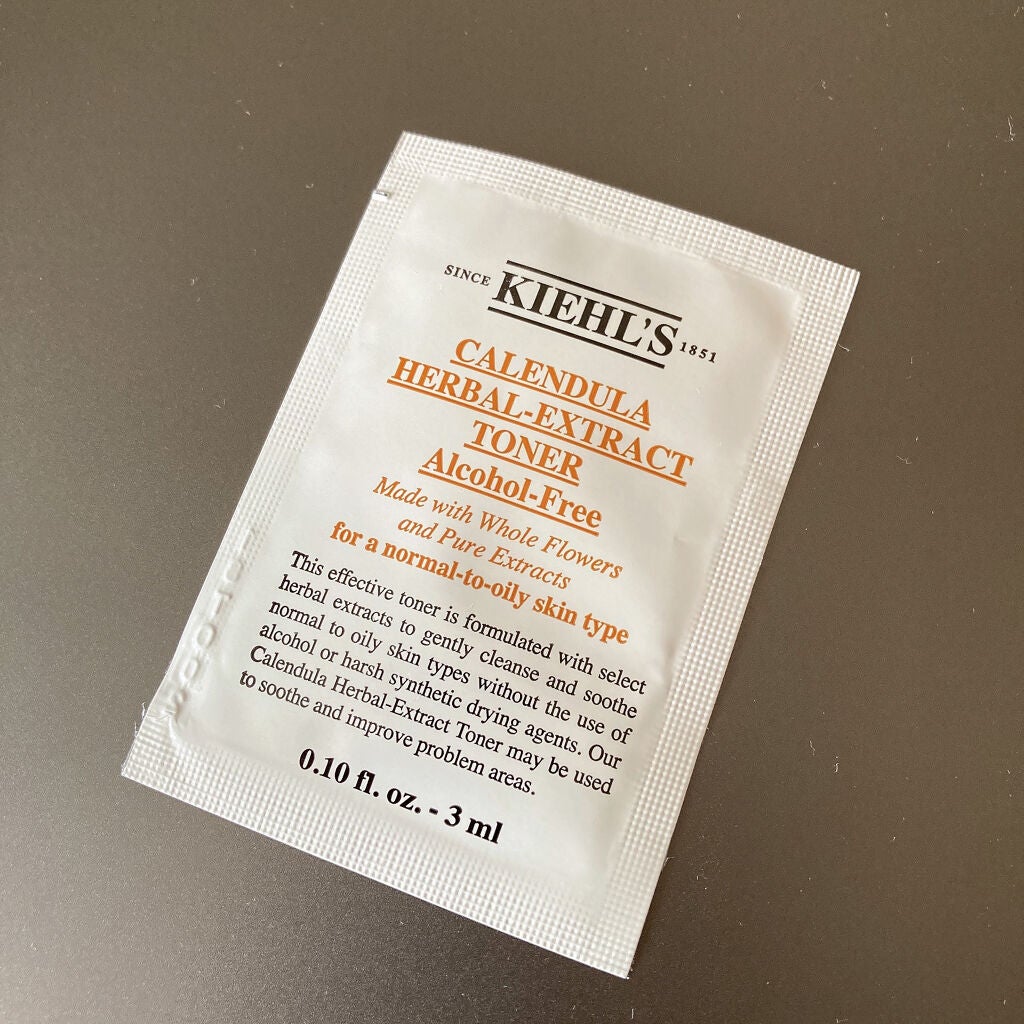 SINCE KIEHL'S 1851
CALENDULA
HERBAL-EXTRACT
TONER
Alcohol-Free
Made with Whole Flowers
and Pure Extracts
for a normal-to-oily skin type
This effective toner is formulated with select
herbal extracts to gently cleanse and soothe
normal to oily skin types without the use of
alcohol or harsh synthetic drying agents. Our
Calendula Herbal-Extract Toner may be used
to soothe and improve problem areas.
0.10 fl. oz. - 3 ml